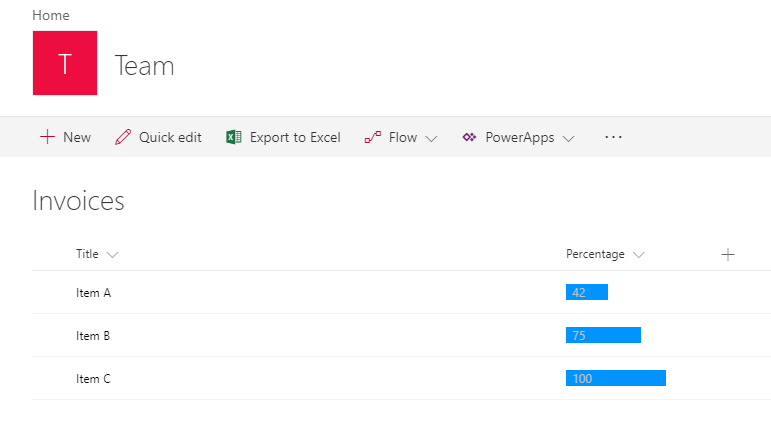 Home
T
Team
New Quick edit Export to Excel Flow PowerApps ...
Invoices
Title Percentage
Item A 42
Item B 75
Item C 100